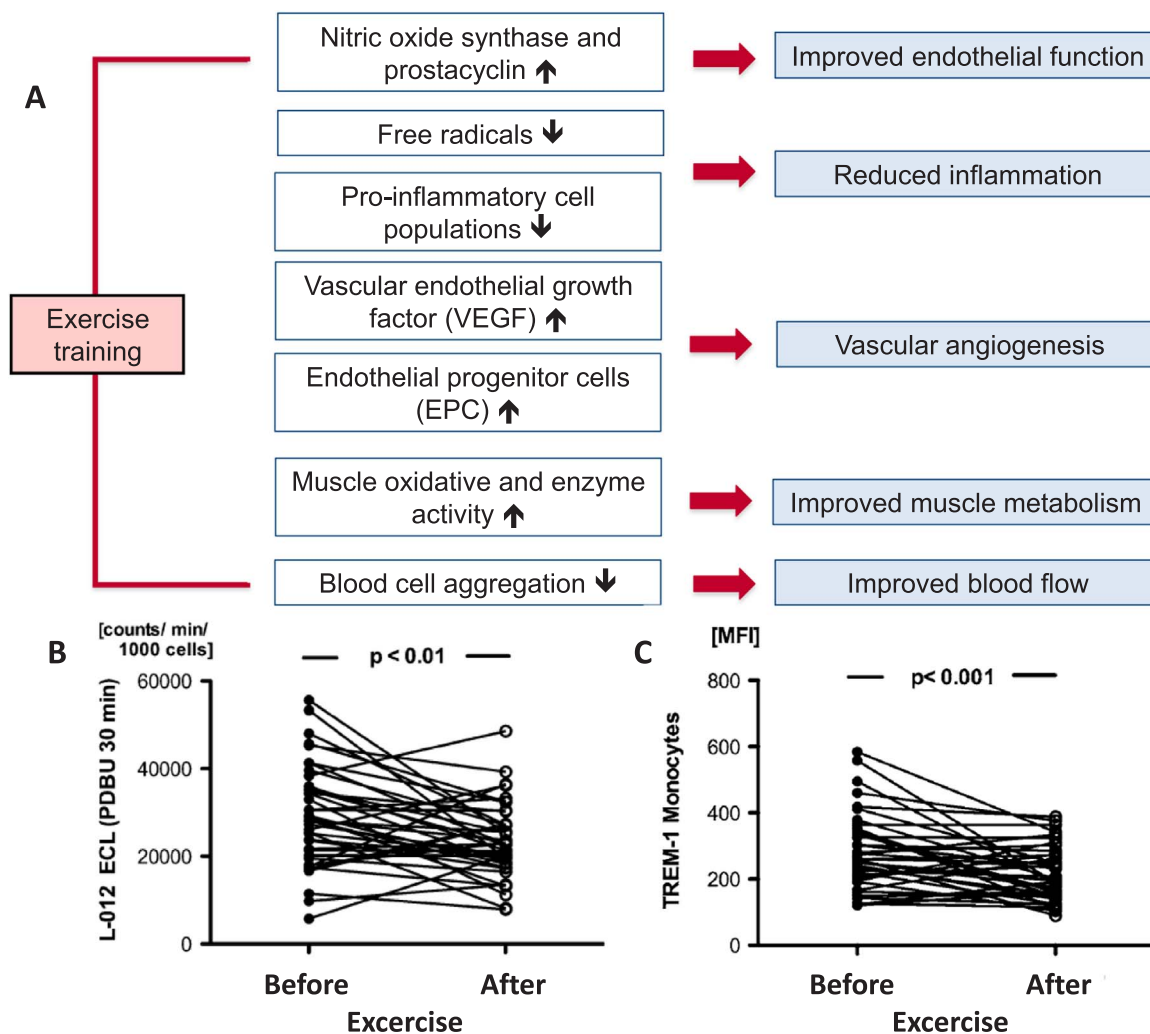 A
Exercise
training
Nitric oxide synthase and
prostacyclin ↑
Improved endothelial function
Free radicals ↓
Pro-inflammatory cell
populations ↓
Reduced inflammation
Vascular endothelial growth
factor (VEGF) ↑
Endothelial progenitor cells
(EPC) ↑
Vascular angiogenesis
Muscle oxidative and enzyme
activity ↑
Improved muscle metabolism
Blood cell aggregation ↓
Improved blood flow
B
[counts/ min/
1000 cells]
p < 0.01
L-012 ECL (PDBU 30 min)
60000
40000
20000
0
Before
After
Excercise
C
[MFI]
p< 0.001
TREM-1 Monocytes
800
600
400
200
0
Before
After
Excercise